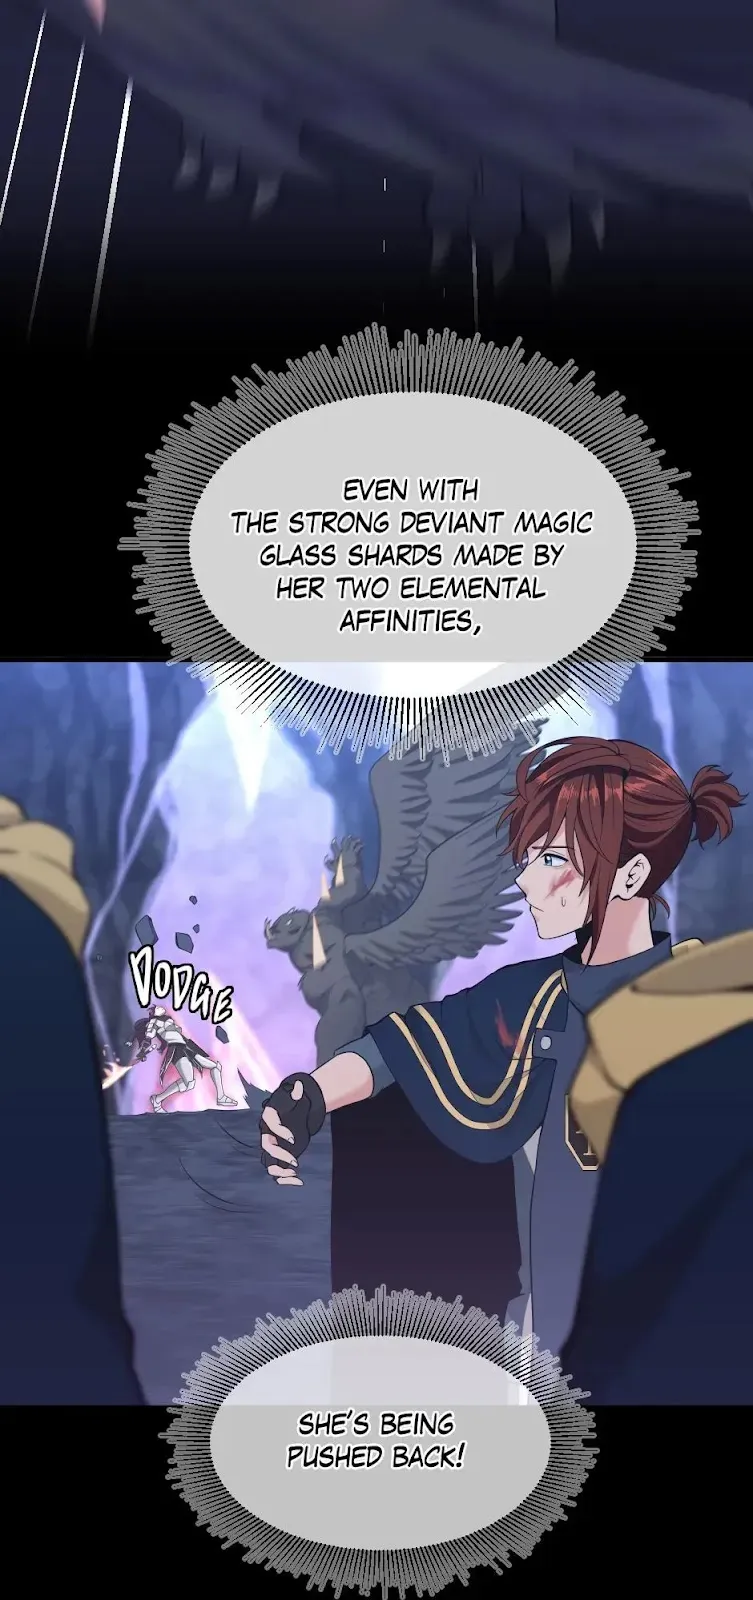 EVEN WITH
THE STRONG DEVIANT MAGIC
GLASS SHARDS MADE BY
HER TWO ELEMENTAL
AFFINITIES,
DODGE
SHE'S BEING
PUSHED BACK!